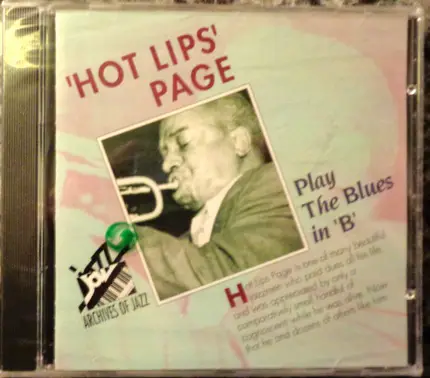 'HOT LIPS'
PAGE
Play
The Blues
in 'B'
JAZZ
ARCHIVES OF JAZZ
Hot Lips Page is one of many beautiful
jazzmen who paid dues all his life
and was appreciated by only a
comparatively small handful of
cognoscenti while he was alive. Now
that he and dozens of others like him